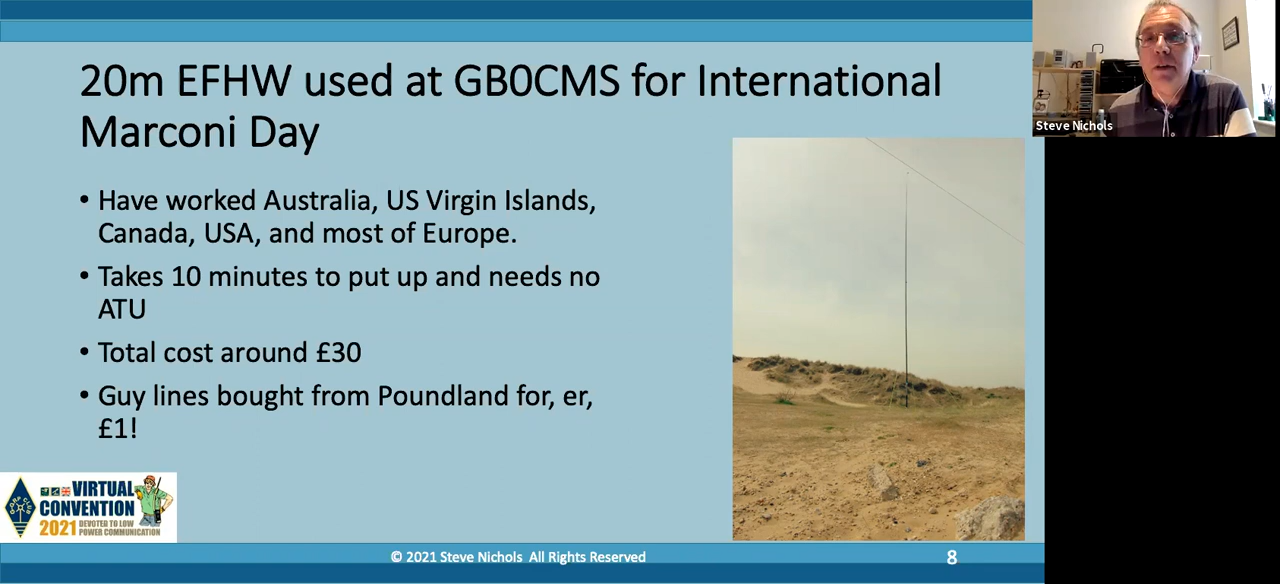 20m EFHW used at GB0CMS for International
Marconi Day
• Have worked Australia, US Virgin Islands,
Canada, USA, and most of Europe.
• Takes 10 minutes to put up and needs no
ATU
• Total cost around £30
• Guy lines bought from Poundland for, er,
£1!
Steve Nichols
VIRTUAL
CONVENTION
2021 DEVOTED TO LOW
POWER COMMUNICATION
© 2021 Steve Nichols All Rights Reserved
8